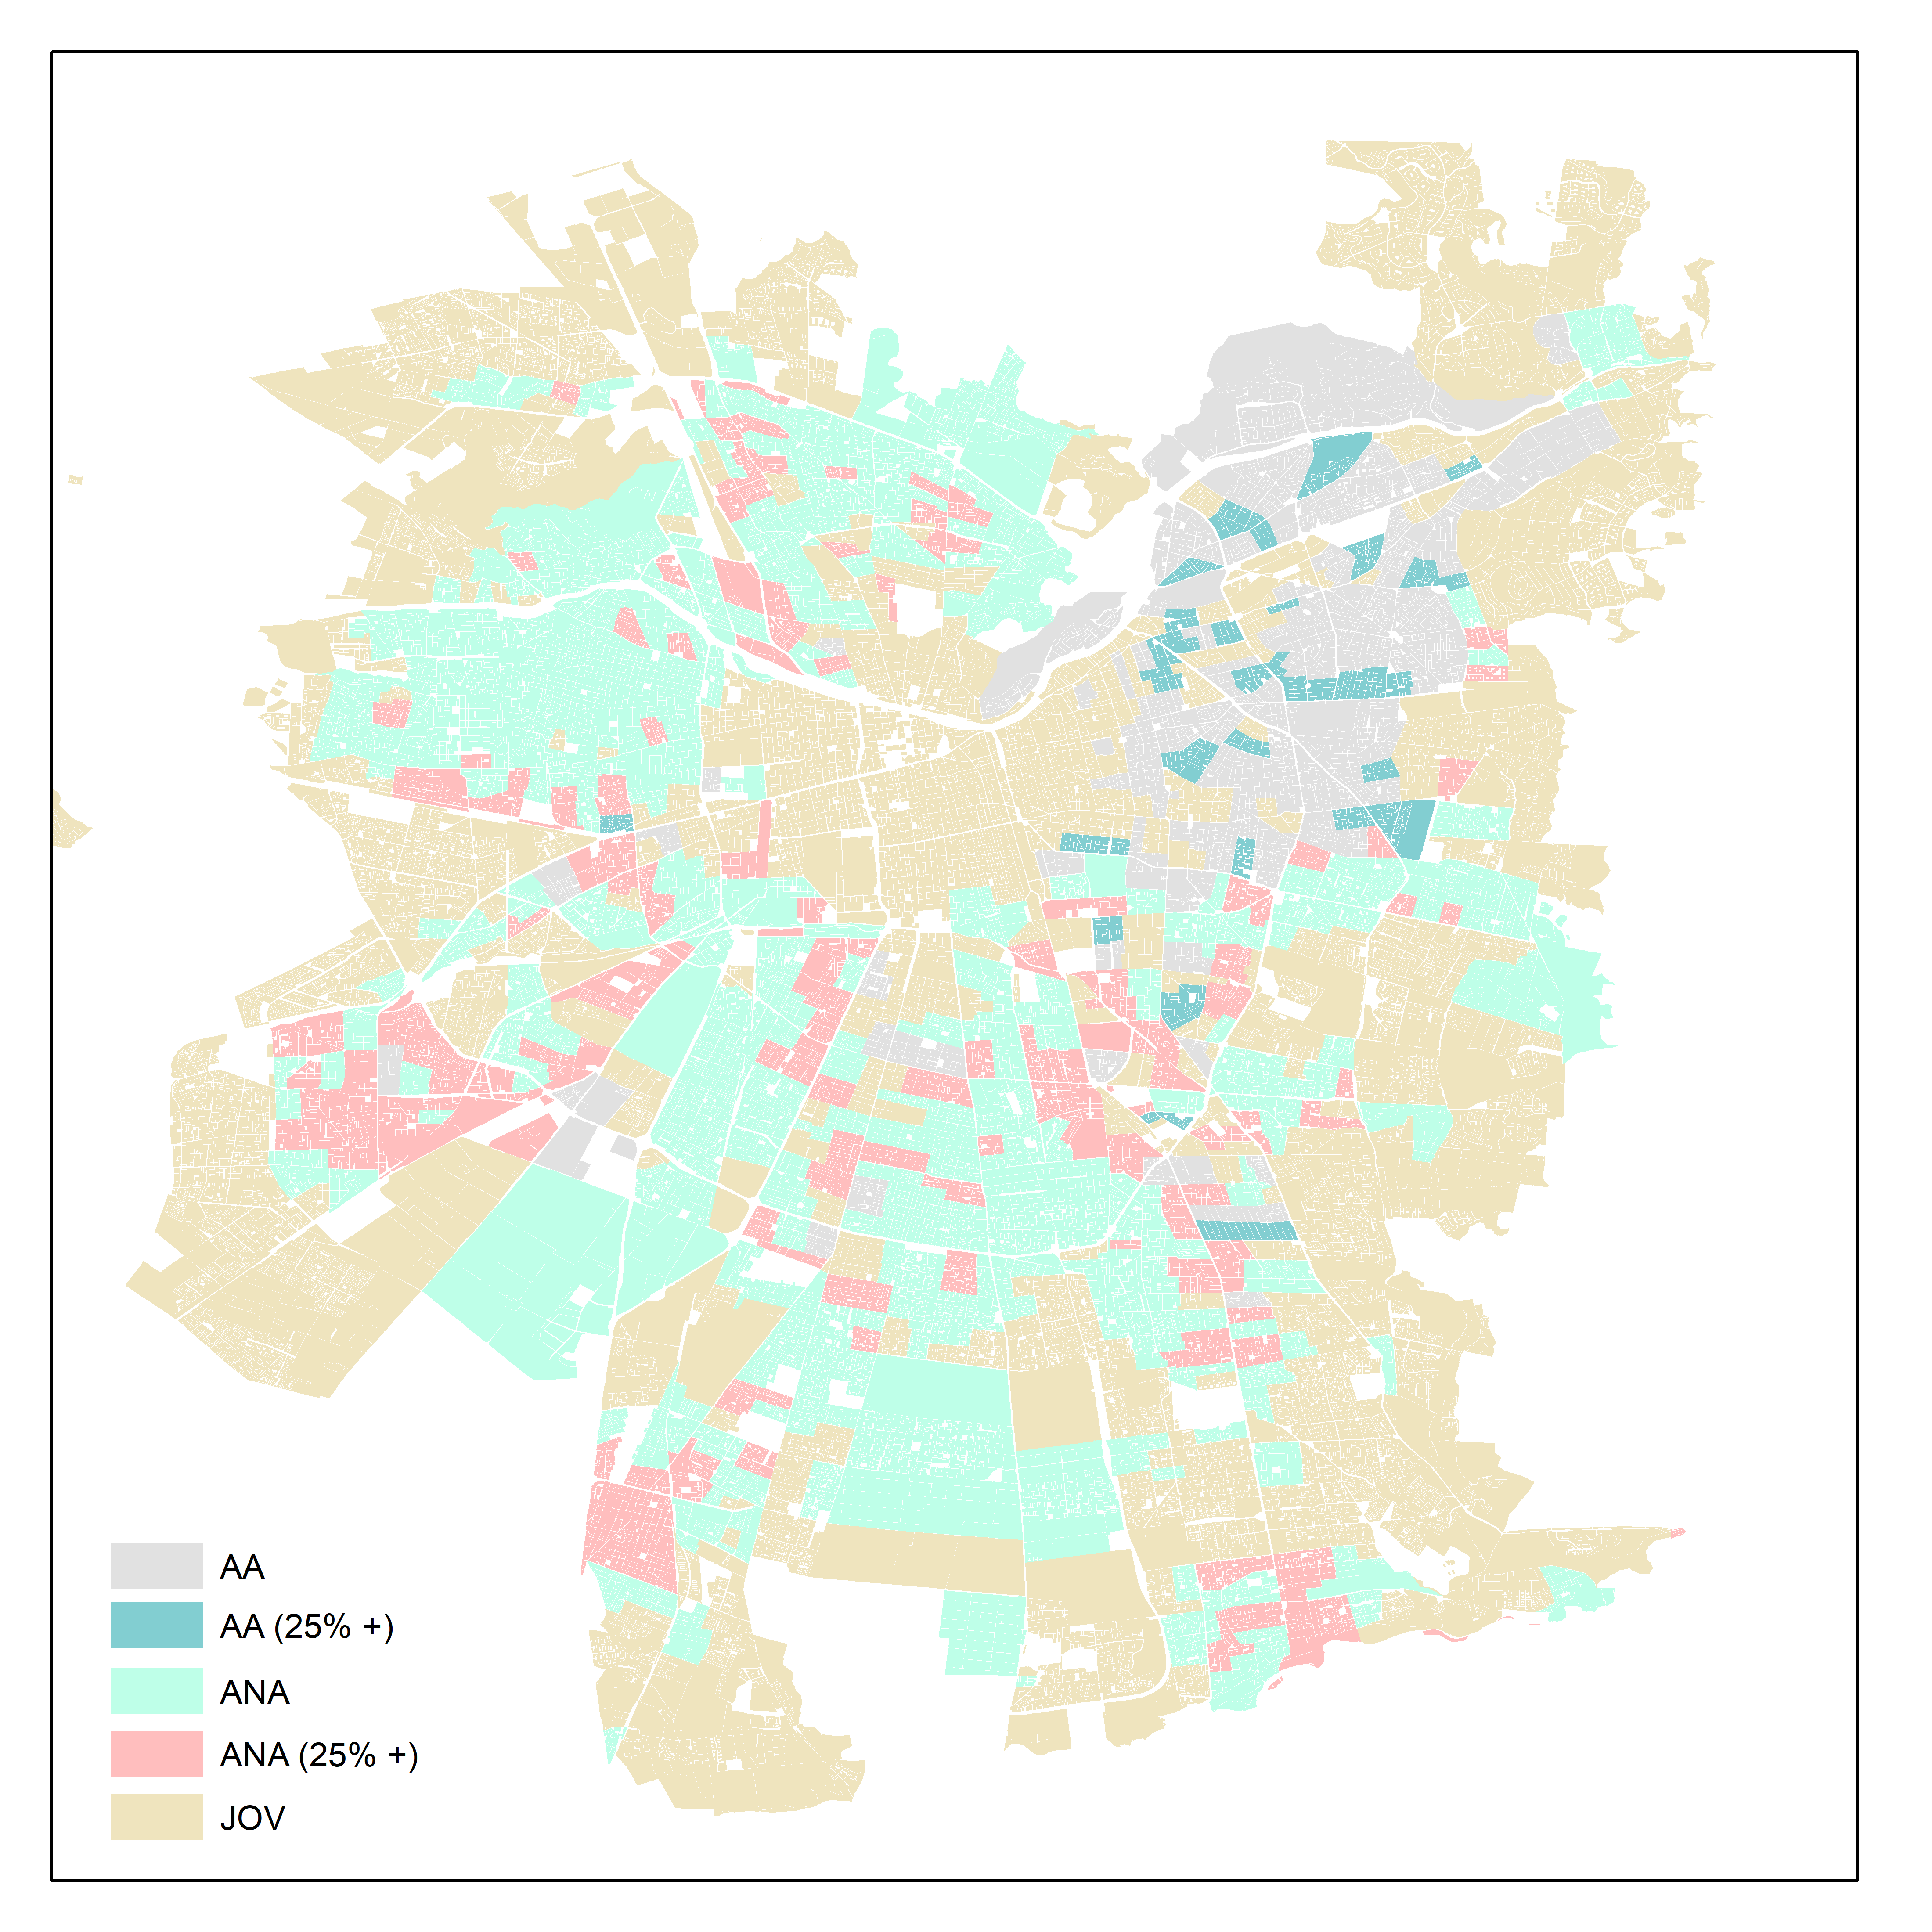 AA
AA (25% +)
ANA
ANA (25% +)
JOV